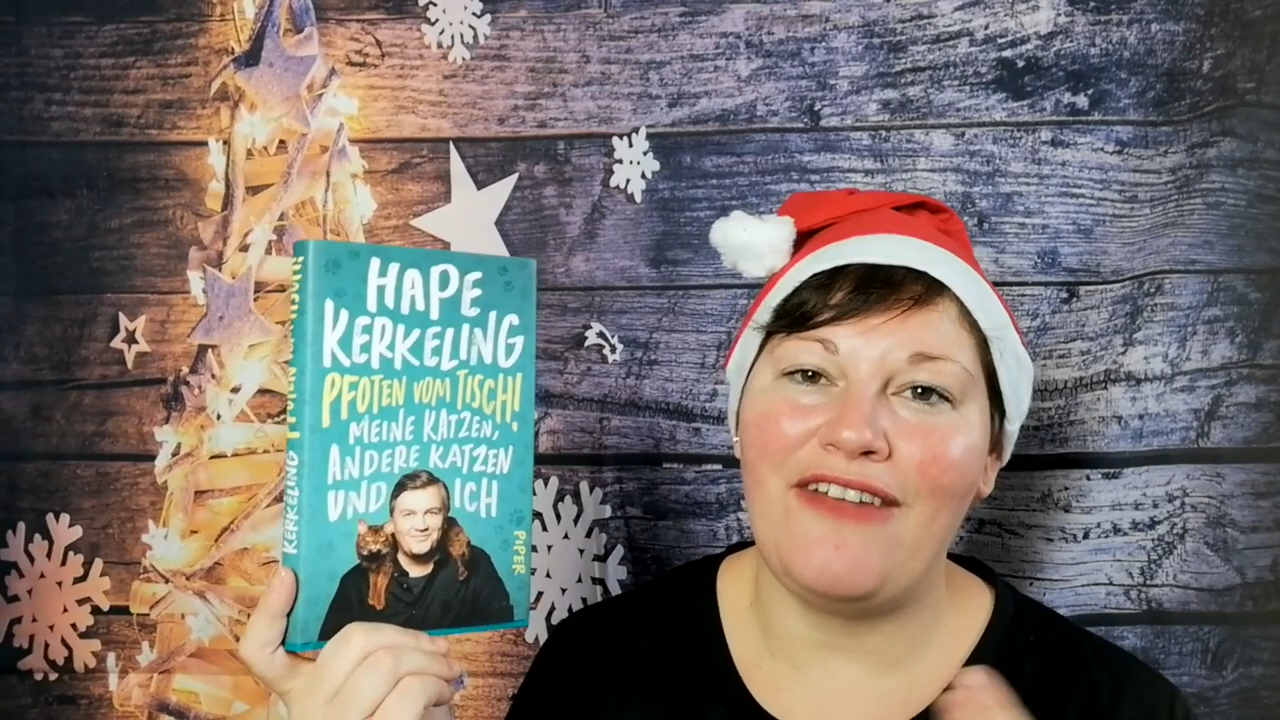 HAPE
KERKELING
PFOTEN VOM TISCH!
MEINE KATZEN,
ANDERE KATZEN
UND ICH
PIPER
KERKELING